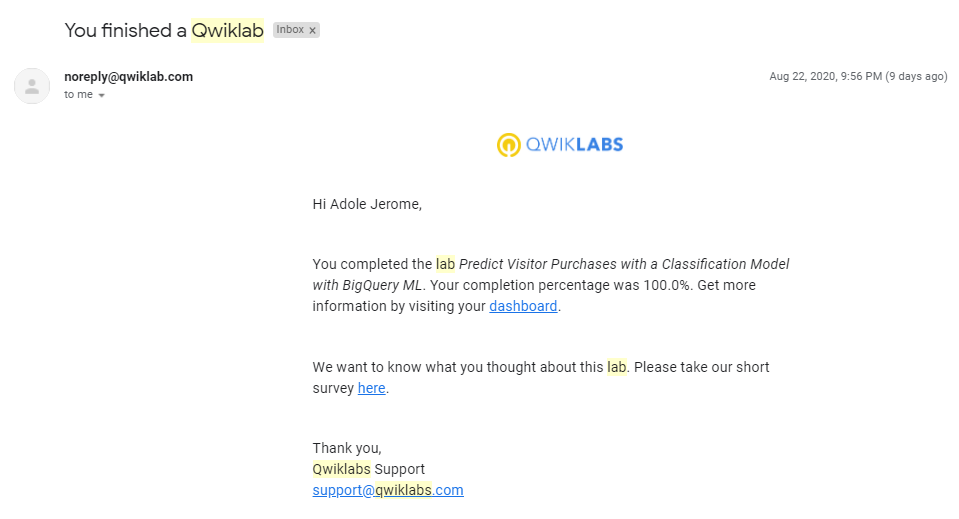 You finished a Qwiklab Inbox x
noreply@qwiklab.com Aug 22, 2020, 9:56 PM (9 days ago)
to me
QWIKLABS
Hi Adole Jerome,
You completed the lab Predict Visitor Purchases with a Classification Model
with BigQuery ML. Your completion percentage was 100.0%. Get more
information by visiting your dashboard.
We want to know what you thought about this lab. Please take our short
survey here.
Thank you,
Qwiklabs Support
support@qwiklabs.com